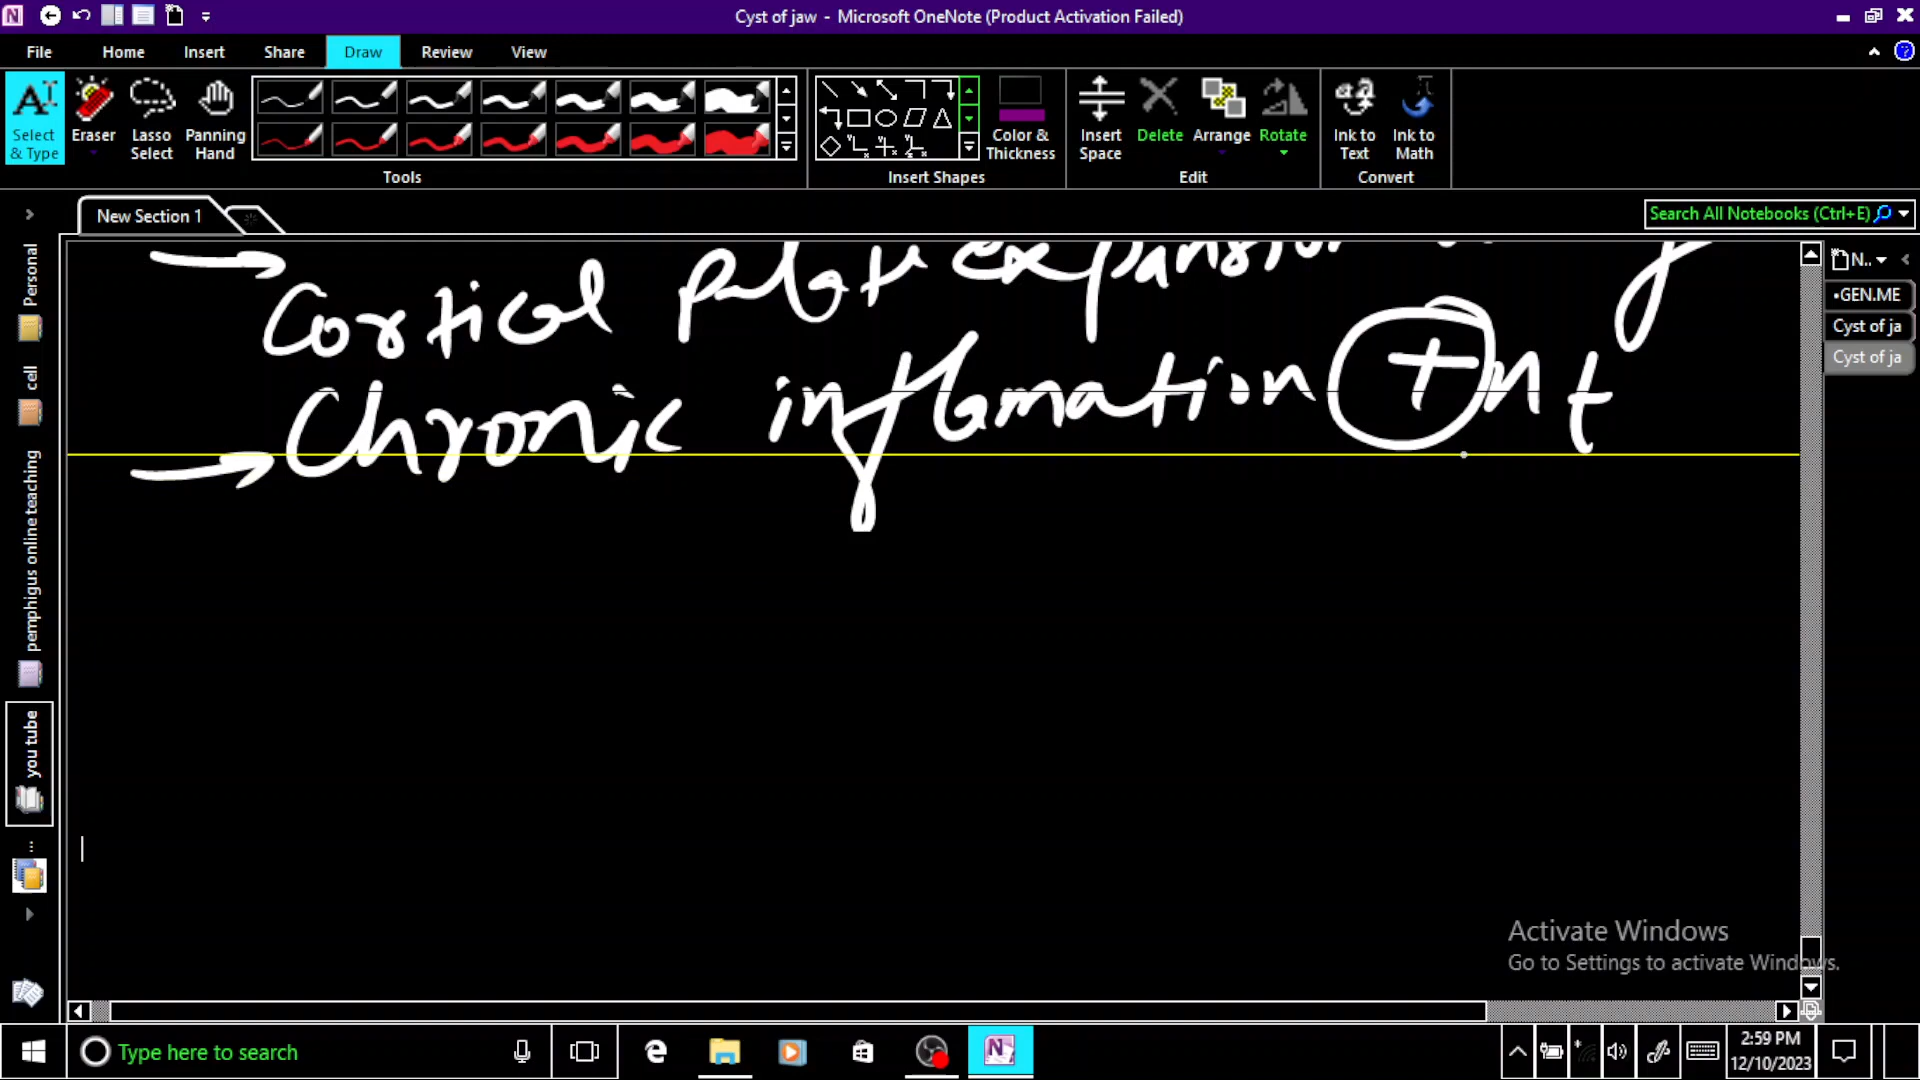 Cyst of jaw - Microsoft OneNote (Product Activation Failed)
File Home Insert Share Draw Review View
Select & Type
Eraser
Lasso Select
Panning Hand
Color & Thickness
Insert Space
Delete
Arrange
Rotate
Ink to Text
Ink to Math
Tools
Insert Shapes
Edit
Convert
New Section 1
Search All Notebooks (Ctrl+E)
Personal
cell
pemphigus online teaching
you tube
N..
•GEN.ME
Cyst of ja
Cyst of ja
Cortical plate expansion
Chronic inflamation +nt
Activate Windows
Go to Settings to activate Windows.
Type here to search
2:59 PM
12/10/2023